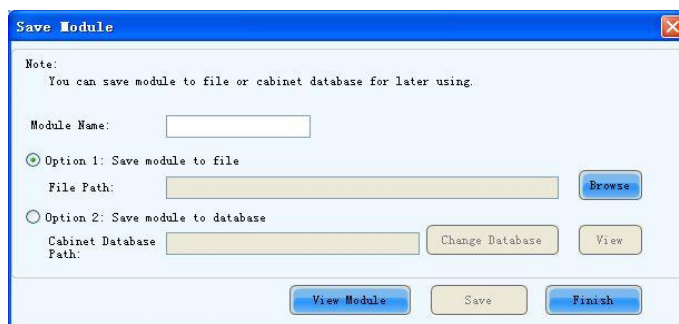 Save Module
Note:
You can save module to file or cabinet database for later using.
Module Name:
Option 1: Save module to file
File Path:
Browse
Option 2: Save module to database
Cabinet Database
Path:
Change Database
View
View Module
Save
Finish